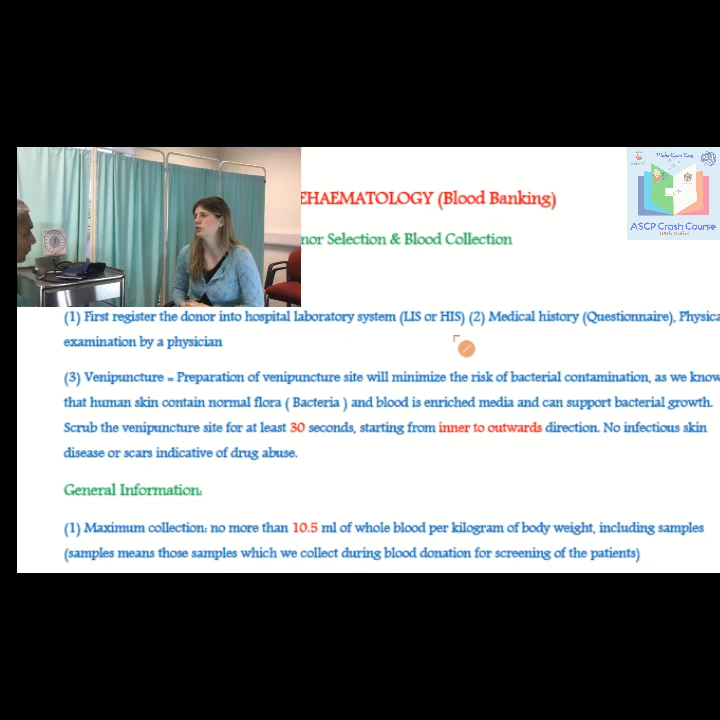 EHAEMATOLOGY (Blood Banking)
nor Selection & Blood Collection
ASCP Crash Course
(1) First register the donor into hospital laboratory system (LIS or HIS) (2) Medical history (Questionnaire), Physica
examination by a physician
(3) Venipuncture = Preparation of venipuncture site will minimize the risk of bacterial contamination, as we know
that human skin contain normal flora ( Bacteria ) and blood is enriched media and can support bacterial growth.
Scrub the venipuncture site for at least 30 seconds, starting from inner to outwards direction. No infectious skin
disease or scars indicative of drug abuse.
General Information:
(1) Maximum collection: no more than 10.5 ml of whole blood per kilogram of body weight, including samples
(samples means those samples which we collect during blood donation for screening of the patients)